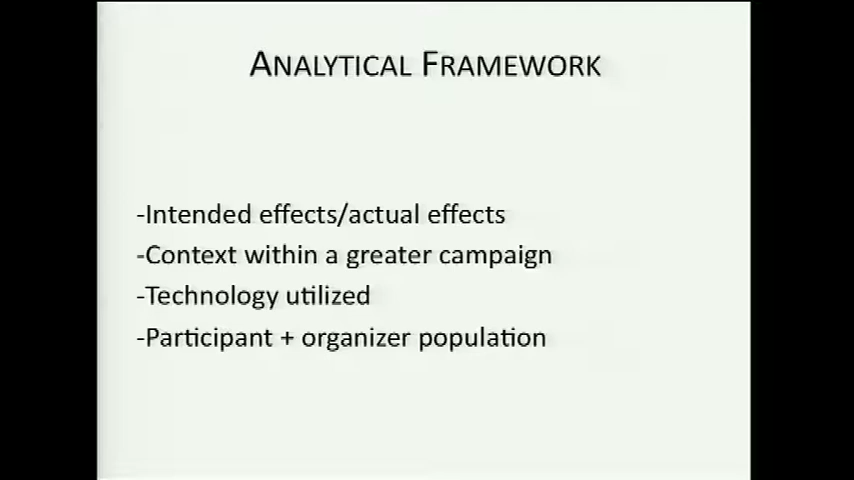 ANALYTICAL FRAMEWORK
-Intended effects/actual effects
-Context within a greater campaign
-Technology utilized
-Participant + organizer population